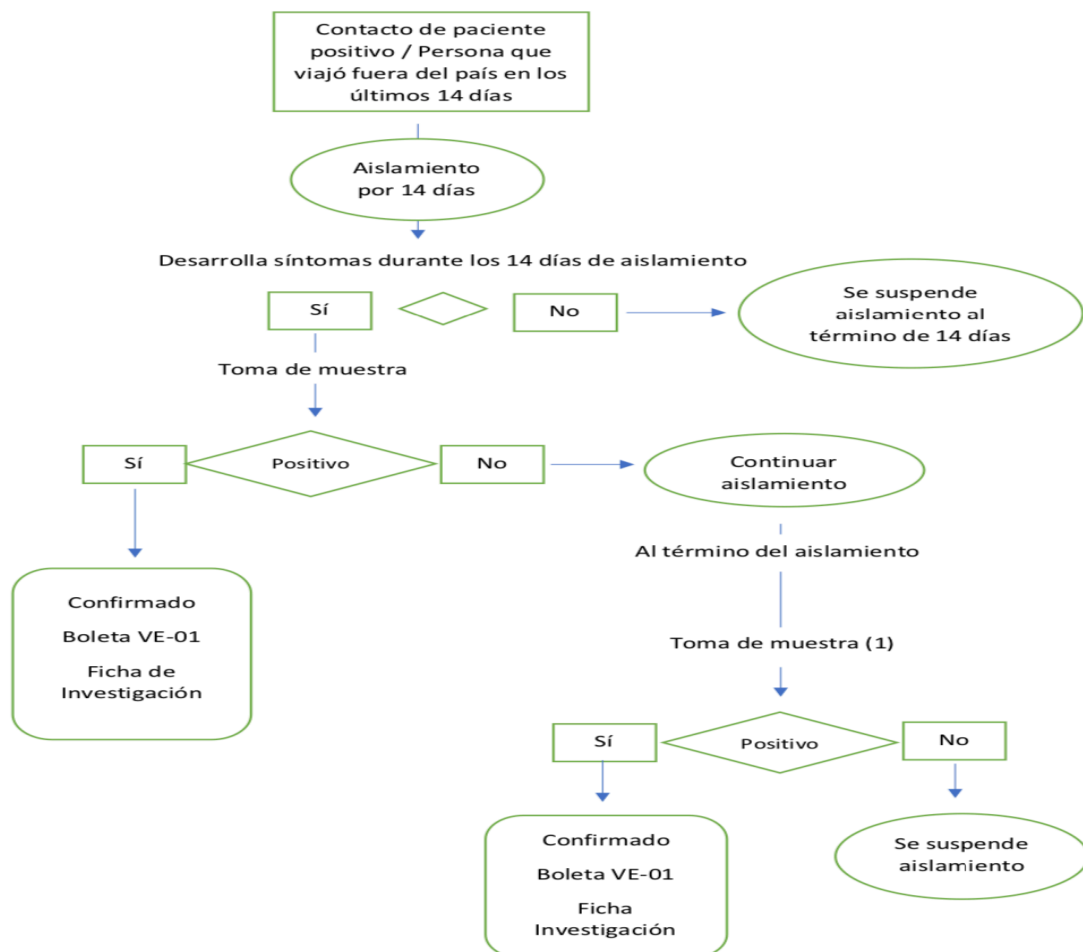 Contacto de paciente
positivo / Persona que
viajó fuera del país en los
últimos 14 días
Aislamiento
por 14 días
Desarrolla síntomas durante los 14 días de aislamiento
Sí
No
Se suspende
aislamiento al
término de 14 días
Toma de muestra
Sí
Positivo
No
Continuar
aislamiento
Al término del aislamiento
Confirmado
Boleta VE-01
Ficha de
Investigación
Toma de muestra (1)
Sí
Positivo
No
Confirmado
Boleta VE-01
Ficha
Investigación
Se suspende
aislamiento